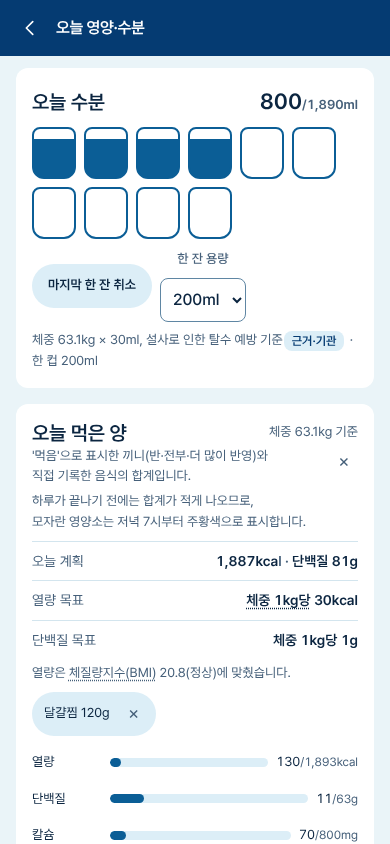 오늘 영양·수분
오늘 수분
800/1,890ml
한 잔 용량
마지막 한 잔 취소
200ml
체중 63.1kg × 30ml, 설사로 인한 탈수 예방 기준 근거·기관 ·
한 컵 200ml
오늘 먹은 양
체중 63.1kg 기준
'먹음'으로 표시한 끼니(반·전부·더 많이 반영)와
직접 기록한 음식의 합계입니다.
×
하루가 끝나기 전에는 합계가 적게 나오므로,
모자란 영양소는 저녁 7시부터 주황색으로 표시합니다.
오늘 계획
1,887kcal · 단백질 81g
열량 목표
체중 1kg당 30kcal
단백질 목표
체중 1kg당 1g
열량은 체질량지수(BMI) 20.8(정상)에 맞췄습니다.
달걀찜 120g ×
열량
130/1,893kcal
단백질
11/63g
칼슘
70/800mg